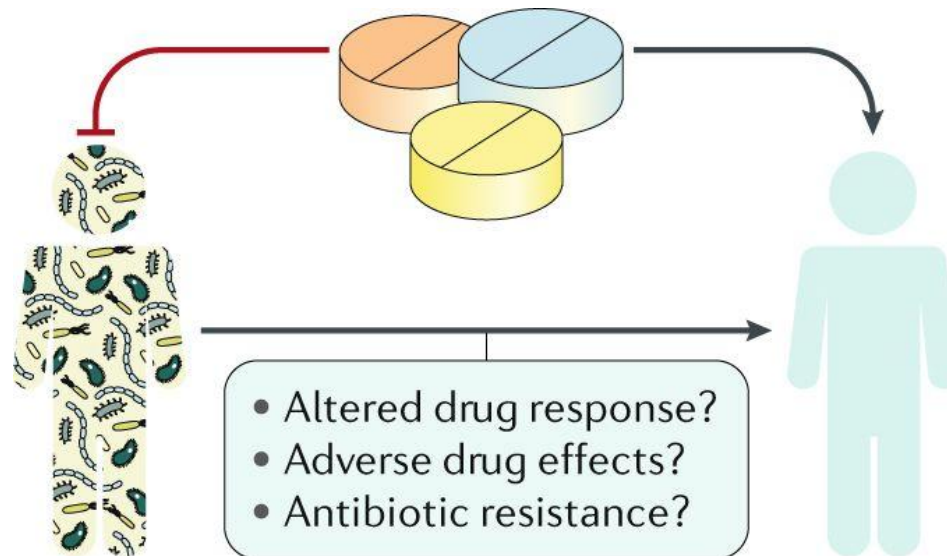 • Altered drug response?
• Adverse drug effects?
• Antibiotic resistance?